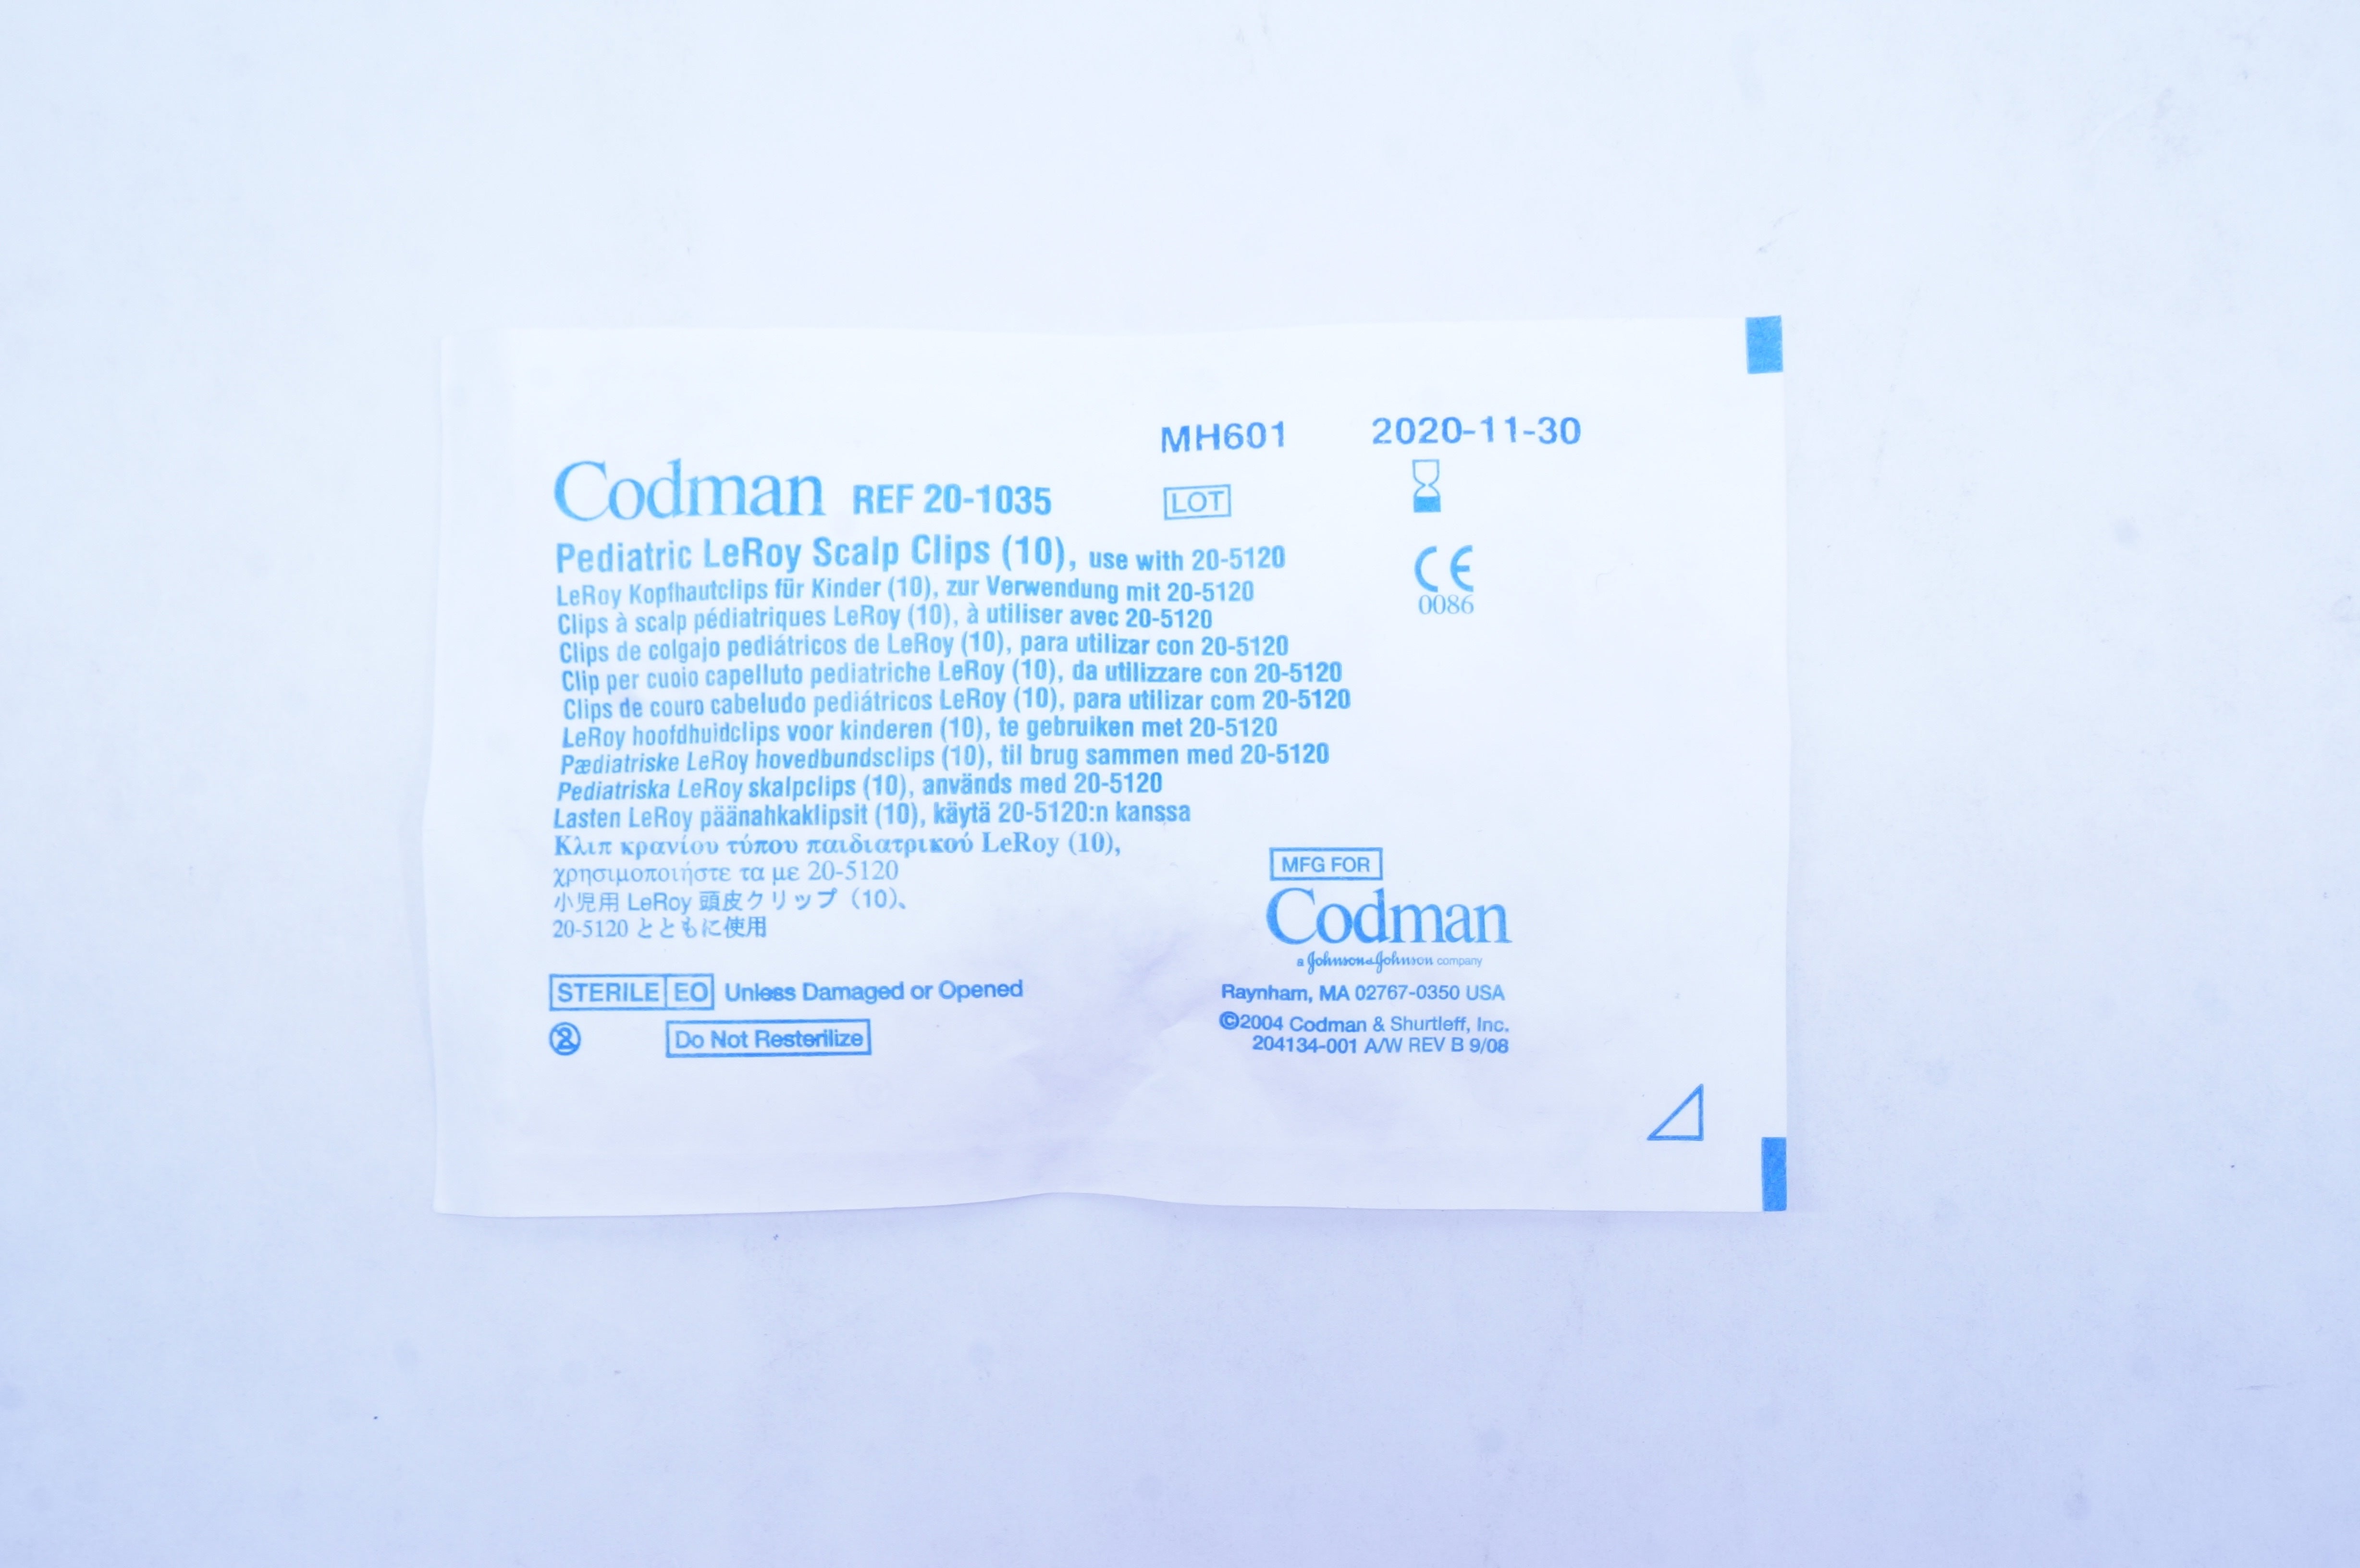 MH601 2020-11-30
Codman REF 20-1035
LOT
Pediatric LeRoy Scalp Clips (10), use with 20-5120
LeRoy Kopfhautclips für Kinder (10), zur Verwendung mit 20-5120
Clips à scalp pédiatriques LeRoy (10), à utiliser avec 20-5120
Clips de colgajo pediátricos de LeRoy (10), para utilizar con 20-5120
Clip per cuoio capelluto pediatriche LeRoy (10), da utilizzare con 20-5120
Clips de couro cabeludo pediátricos LeRoy (10), para utilizar com 20-5120
LeRoy hoofdhuidclips voor kinderen (10), te gebruiken met 20-5120
Pædiatriske LeRoy hovedbundsclips (10), til brug sammen med 20-5120
Pediatriska LeRoy skalpclips (10), används med 20-5120
Lasten LeRoy päänahkaklipsit (10), käytä 20-5120:n kanssa
Κλιπ κρανίου τύπου παιδιατρικού LeRoy (10),
χρησιμοποιήστε τα με 20-5120
小児用 LeRoy 頭皮クリップ（10）、
20-5120 とともに使用
CE
0086
STERILE EO Unless Damaged or Opened
2 Do Not Resterilize
MFG FOR
Codman
a Johnson & Johnson company
Raynham, MA 02767-0350 USA
©2004 Codman & Shurtleff, Inc.
204134-001 A/W REV B 9/08